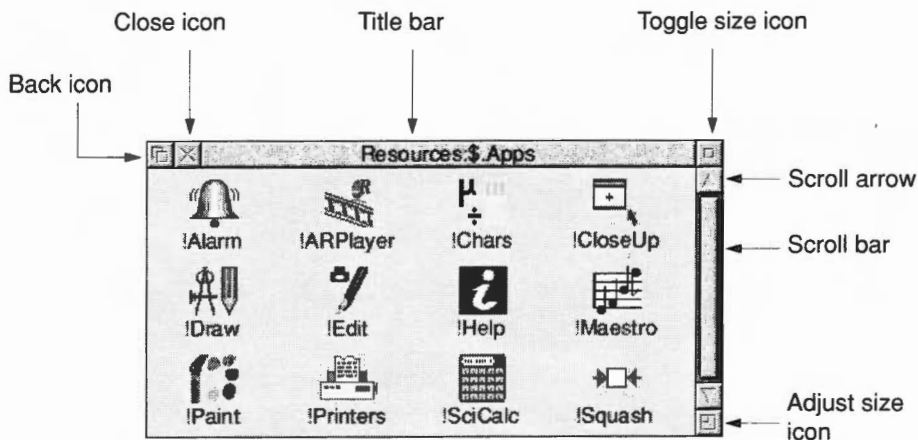 Close icon
Title bar
Toggle size icon
Back icon
Resources:$.Apps
Scroll arrow
!Alarm
!ARPlayer
!Chars
!CloseUp
Scroll bar
!Draw
!Edit
!Help
!Maestro
!Paint
!Printers
!SciCalc
!Squash
Adjust size
icon